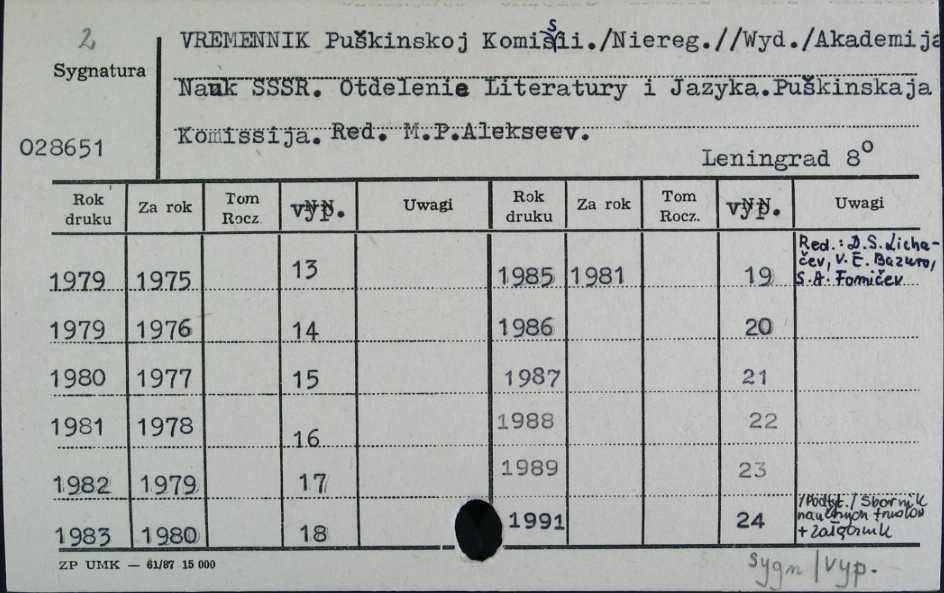 2
VREMENNIK Puškinskoj Komissii./Niereg.//Wyd./Akademija
Sygnatura
Nauk SSSR. Otdelenie Literatury i Jazyka.Puškinskaja
028651
Komissija. Red. M.P.Alekseev.
Leningrad 8°
Rok druku Za rok Tom Rocz. vyp. Uwagi Rok druku Za rok Tom Rocz. vyp. Uwagi
1979 1975 13 1985 1981 19 Red.: D.S. Licha-
čev, V.E. Bazuro,
S.A. Fomičev
1979 1976 14 1986 20
1980 1977 15 1987 21
1981 1978 16 1988 22
1982 1979 17 1989 23
1983 1980 18 1991 24 /Podtyt./ Sbornik
naučnych trudov
+ załącznik
ZP UMK — 61/87 15 000
sygn/vyp.